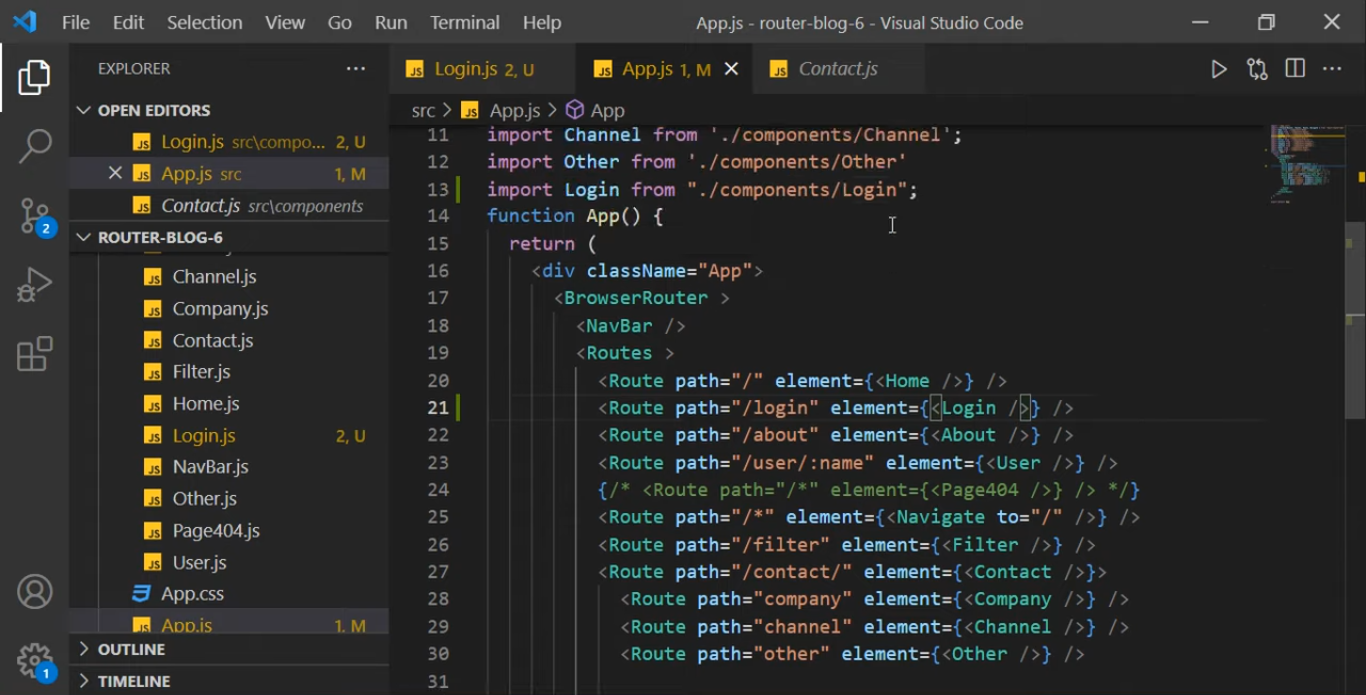 File Edit Selection View Go Run Terminal Help App.js - router-blog-6 - Visual Studio Code
EXPLORER
Login.js 2, U App.js 1, M Contact.js
OPEN EDITORS
Login.js src\compo... 2, U
App.js src 1, M
Contact.js src\components
ROUTER-BLOG-6
Channel.js
Company.js
Contact.js
Filter.js
Home.js
Login.js 2, U
NavBar.js
Other.js
Page404.js
User.js
App.css
App.js 1, M
OUTLINE
TIMELINE
2
1
src > App.js > App
11 import Channel from './components/Channel';
12 import Other from './components/Other'
13 import Login from "./components/Login";
14 function App() {
15 return (
16 <div className="App">
17 <BrowserRouter >
18 <NavBar />
19 <Routes >
20 <Route path="/" element={<Home />} />
21 <Route path="/login" element={<Login />} />
22 <Route path="/about" element={<About />} />
23 <Route path="/user/:name" element={<User />} />
24 {/* <Route path="/*" element={<Page404 />} /> */}
25 <Route path="/*" element={<Navigate to="/" />} />
26 <Route path="/filter" element={<Filter />} />
27 <Route path="/contact/" element={<Contact />}>
28 <Route path="company" element={<Company />} />
29 <Route path="channel" element={<Channel />} />
30 <Route path="other" element={<Other />} />
31